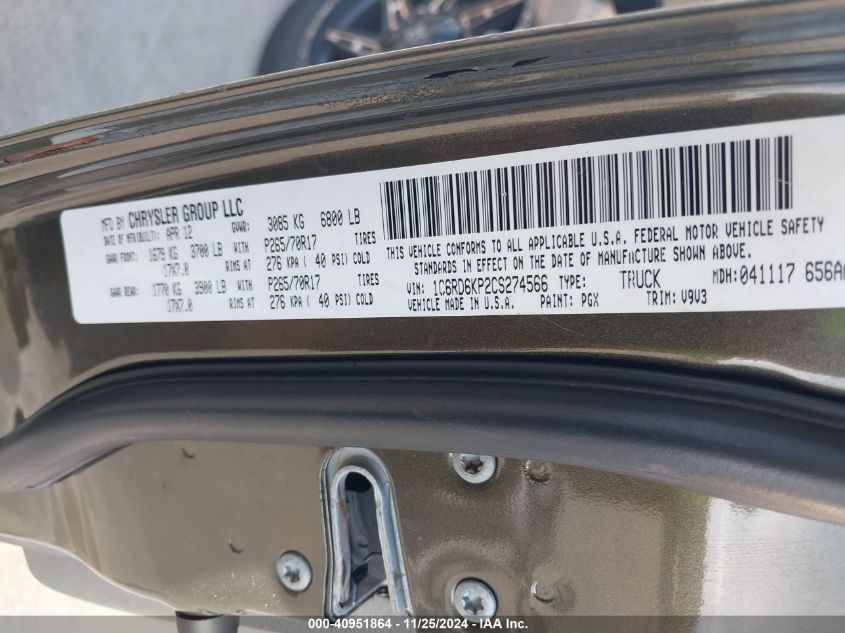 MFD BY CHRYSLER GROUP LLC
DATE OF MFR(BUILT): APR 12 GVWR: 3085 KG 6800 LB
GAWR FRONT: 1679 KG 3700 LB WITH P265/70R17 TIRES
17X7.0 RIMS AT 276 KPA ( 40 PSI) COLD
GAWR REAR: 1770 KG 3900 LB WITH P265/70R17 TIRES
17X7.0 RIMS AT 276 KPA ( 40 PSI) COLD
THIS VEHICLE CONFORMS TO ALL APPLICABLE U.S.A. FEDERAL MOTOR VEHICLE SAFETY
STANDARDS IN EFFECT ON THE DATE OF MANUFACTURE SHOWN ABOVE.
VIN: 1C6RD6KP2CS274566 TYPE: TRUCK MDH: 041117 656A
VEHICLE MADE IN U.S.A. PAINT: PGX TRIM: V9V3
000-40951864 - 11/25/2024 - IAA Inc.